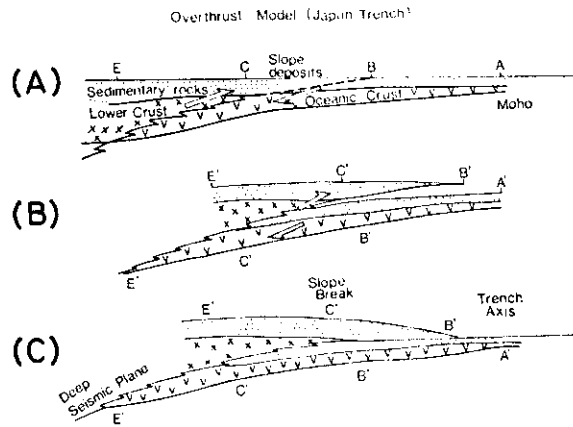 Overthrust Model (Japan Trench)
(A)
E C Slope deposits B A
Sedimentary rocks
Lower Crust
Oceanic Crust
Moho
(B)
E' C' B' A'
C' B'
E'
(C)
Slope Break
Trench Axis
E' C' B'
Deep Seismic Plane
E' C' B' A'